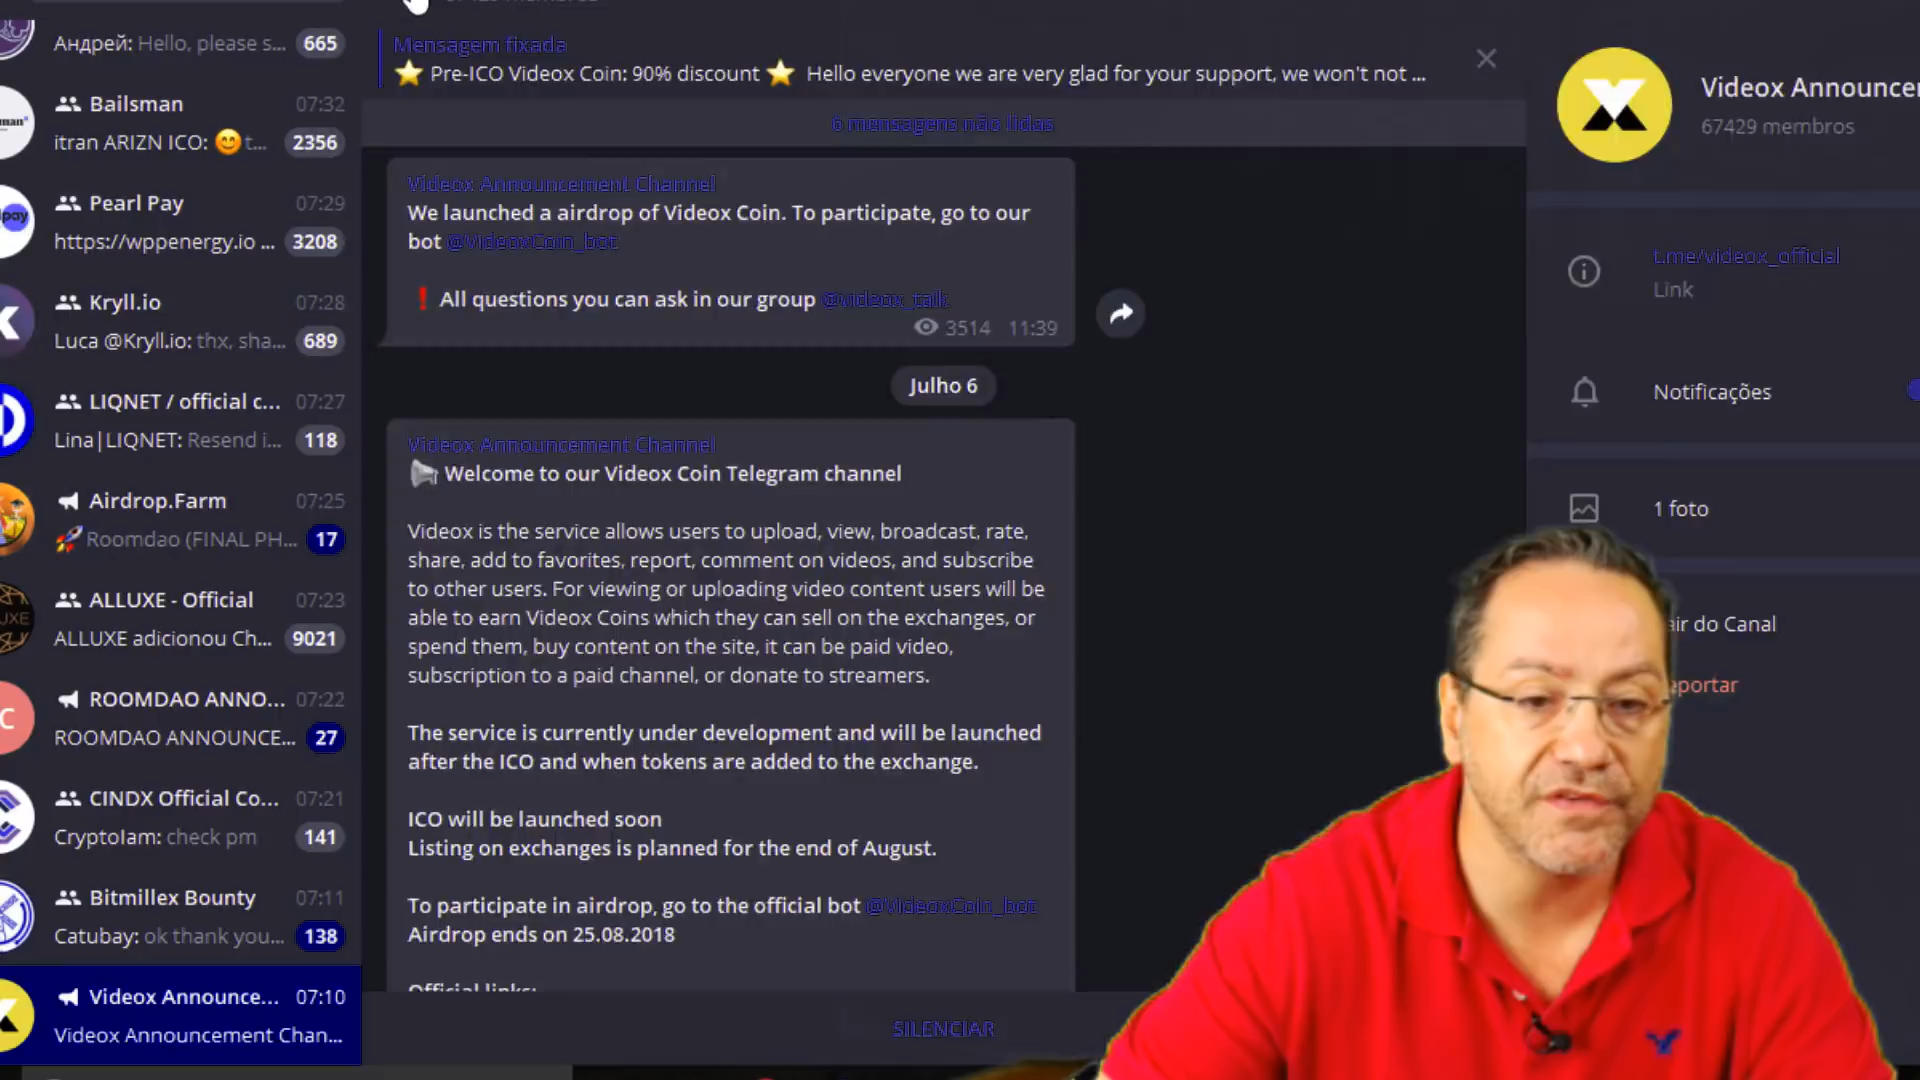 Андрей: Hello, please s... 665
Bailsman 07:32
itran ARIZN ICO: 😊 t... 2356
Pearl Pay 07:29
https://wppenergy.io ... 3208
Kryll.io 07:28
Luca @Kryll.io: thx, sha... 689
LIQNET / official c... 07:27
Lina|LIQNET: Resend i... 118
Airdrop.Farm 07:25
🚀 Roomdao (FINAL PH... 17
ALLUXE - Official 07:23
ALLUXE adicionou Ch... 9021
ROOMDAO ANNO... 07:22
ROOMDAO ANNOUNCE... 27
CINDX Official Co... 07:21
CryptoIam: check pm 141
Bitmillex Bounty 07:11
Catubay: ok thank you... 138
Videox Announce... 07:10
Videox Announcement Chan...
Mensagem fixada
⭐ Pre-ICO Videox Coin: 90% discount ⭐ Hello everyone we are very glad for your support, we won't not ...
6 mensagens não lidas
Videox Announcement Channel
We launched a airdrop of Videox Coin. To participate, go to our
bot @VideoxCoin_bot
❗ All questions you can ask in our group @videox_talk
3514 11:39
Julho 6
Videox Announcement Channel
📢 Welcome to our Videox Coin Telegram channel
Videox is the service allows users to upload, view, broadcast, rate,
share, add to favorites, report, comment on videos, and subscribe
to other users. For viewing or uploading video content users will be
able to earn Videox Coins which they can sell on the exchanges, or
spend them, buy content on the site, it can be paid video,
subscription to a paid channel, or donate to streamers.
The service is currently under development and will be launched
after the ICO and when tokens are added to the exchange.
ICO will be launched soon
Listing on exchanges is planned for the end of August.
To participate in airdrop, go to the official bot @VideoxCoin_bot
Airdrop ends on 25.08.2018
Official links:
SILENCIAR
Videox Announcer
67429 membros
t.me/videox_official
Link
Notificações
1 foto
air do Canal
eportar